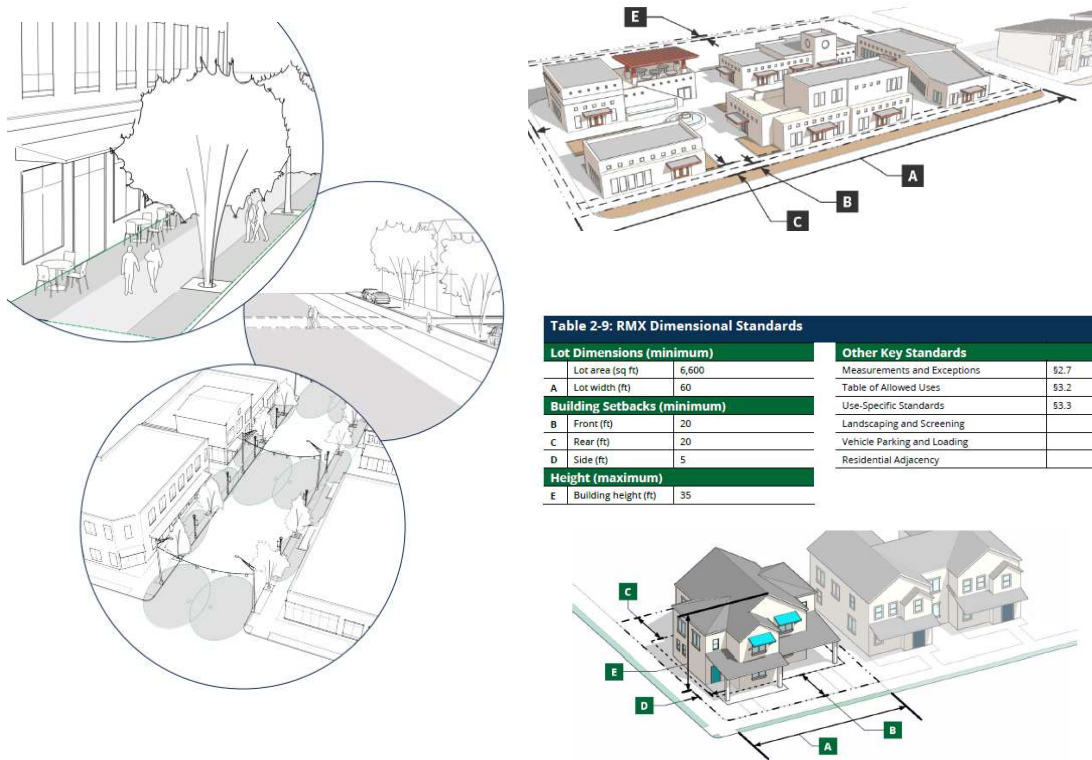 E
A
B
C
Table 2-9: RMX Dimensional Standards
Lot Dimensions (minimum)
Lot area (sq ft) 6,600
A Lot width (ft) 60
Building Setbacks (minimum)
B Front (ft) 20
C Rear (ft) 20
D Side (ft) 5
Height (maximum)
E Building height (ft) 35
Other Key Standards
Measurements and Exceptions §2.7
Table of Allowed Uses §3.2
Use-Specific Standards §3.3
Landscaping and Screening
Vehicle Parking and Loading
Residential Adjacency
C
E
D
B
A